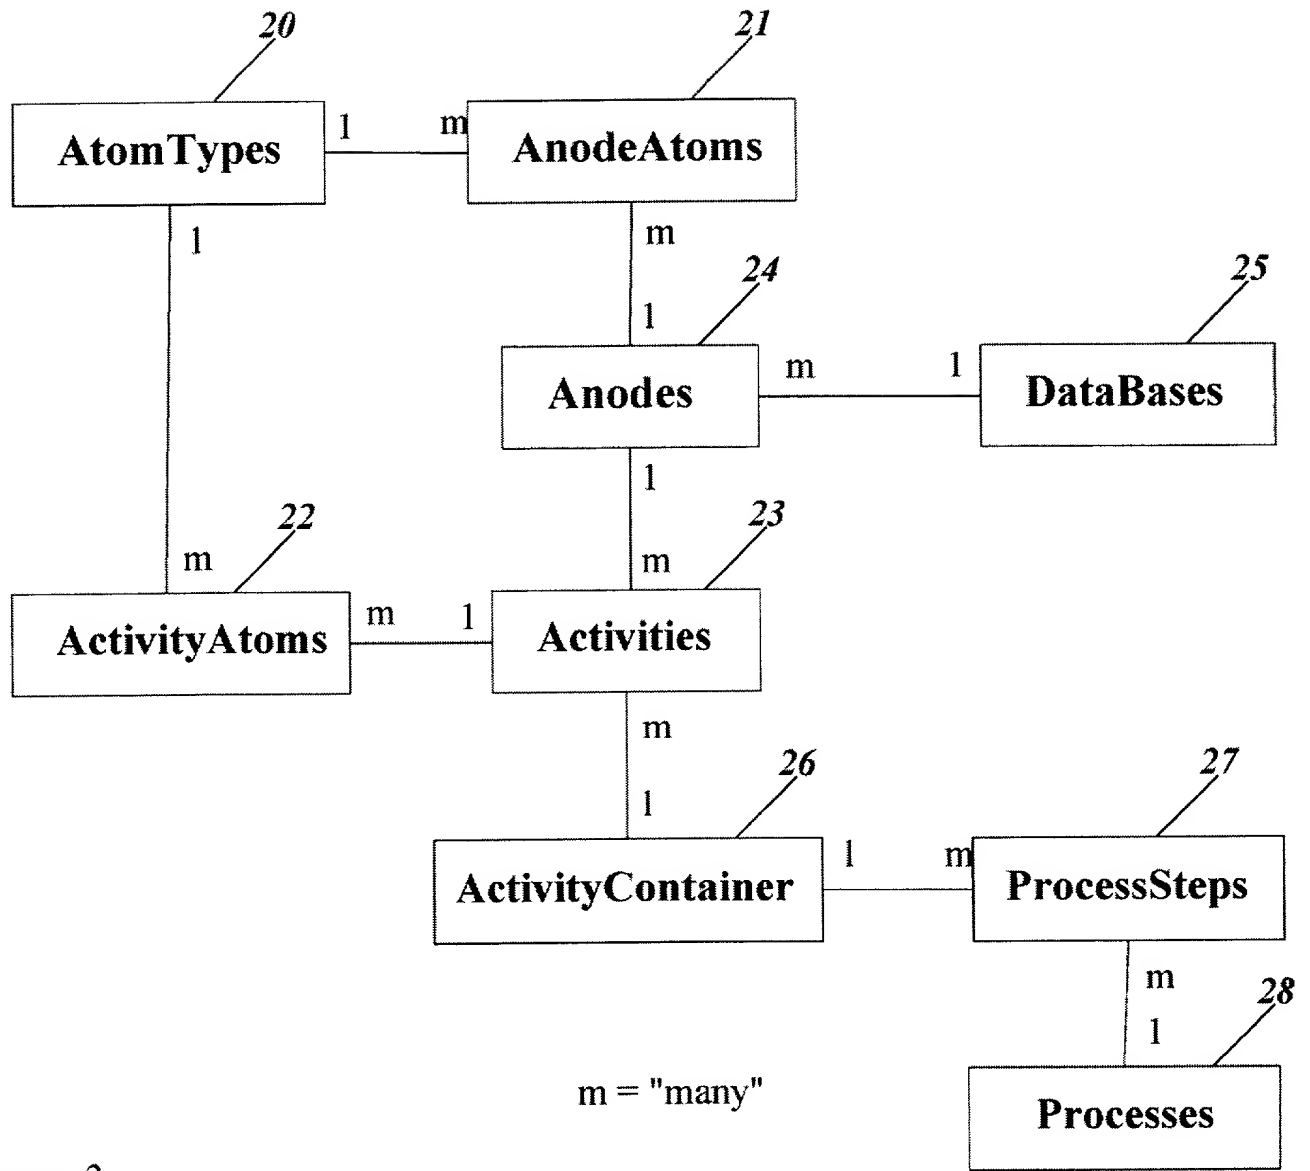 20
21
AtomTypes
1
m
AnodeAtoms
1
m
24
25
1
Anodes
m
1
DataBases
1
22
23
m
m
ActivityAtoms
m
1
Activities
m
26
27
1
ActivityContainer
1
m
ProcessSteps
m
28
1
m = "many"
Processes